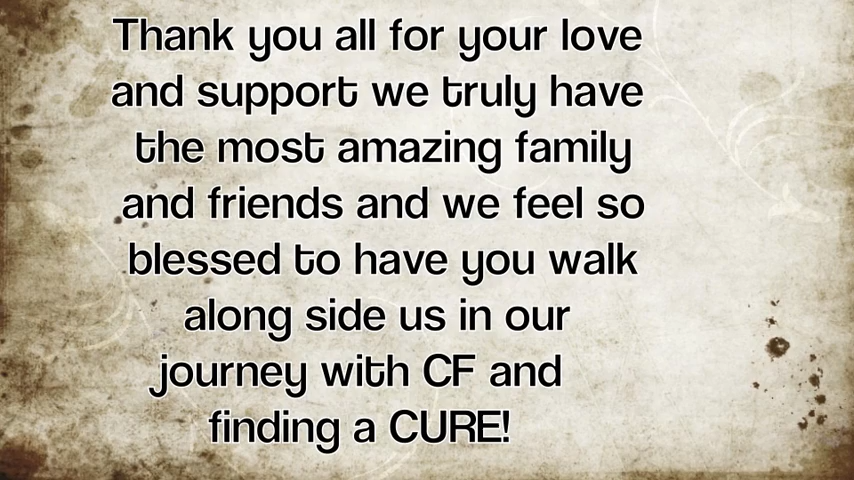 Thank you all for your love
and support we truly have
the most amazing family
and friends and we feel so
blessed to have you walk
along side us in our
journey with CF and
finding a CURE!